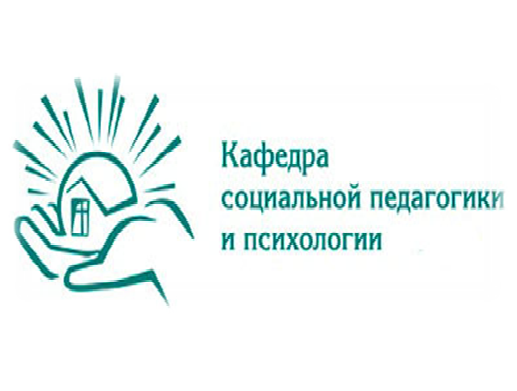 Кафедра
социальной педагогики
и психологии